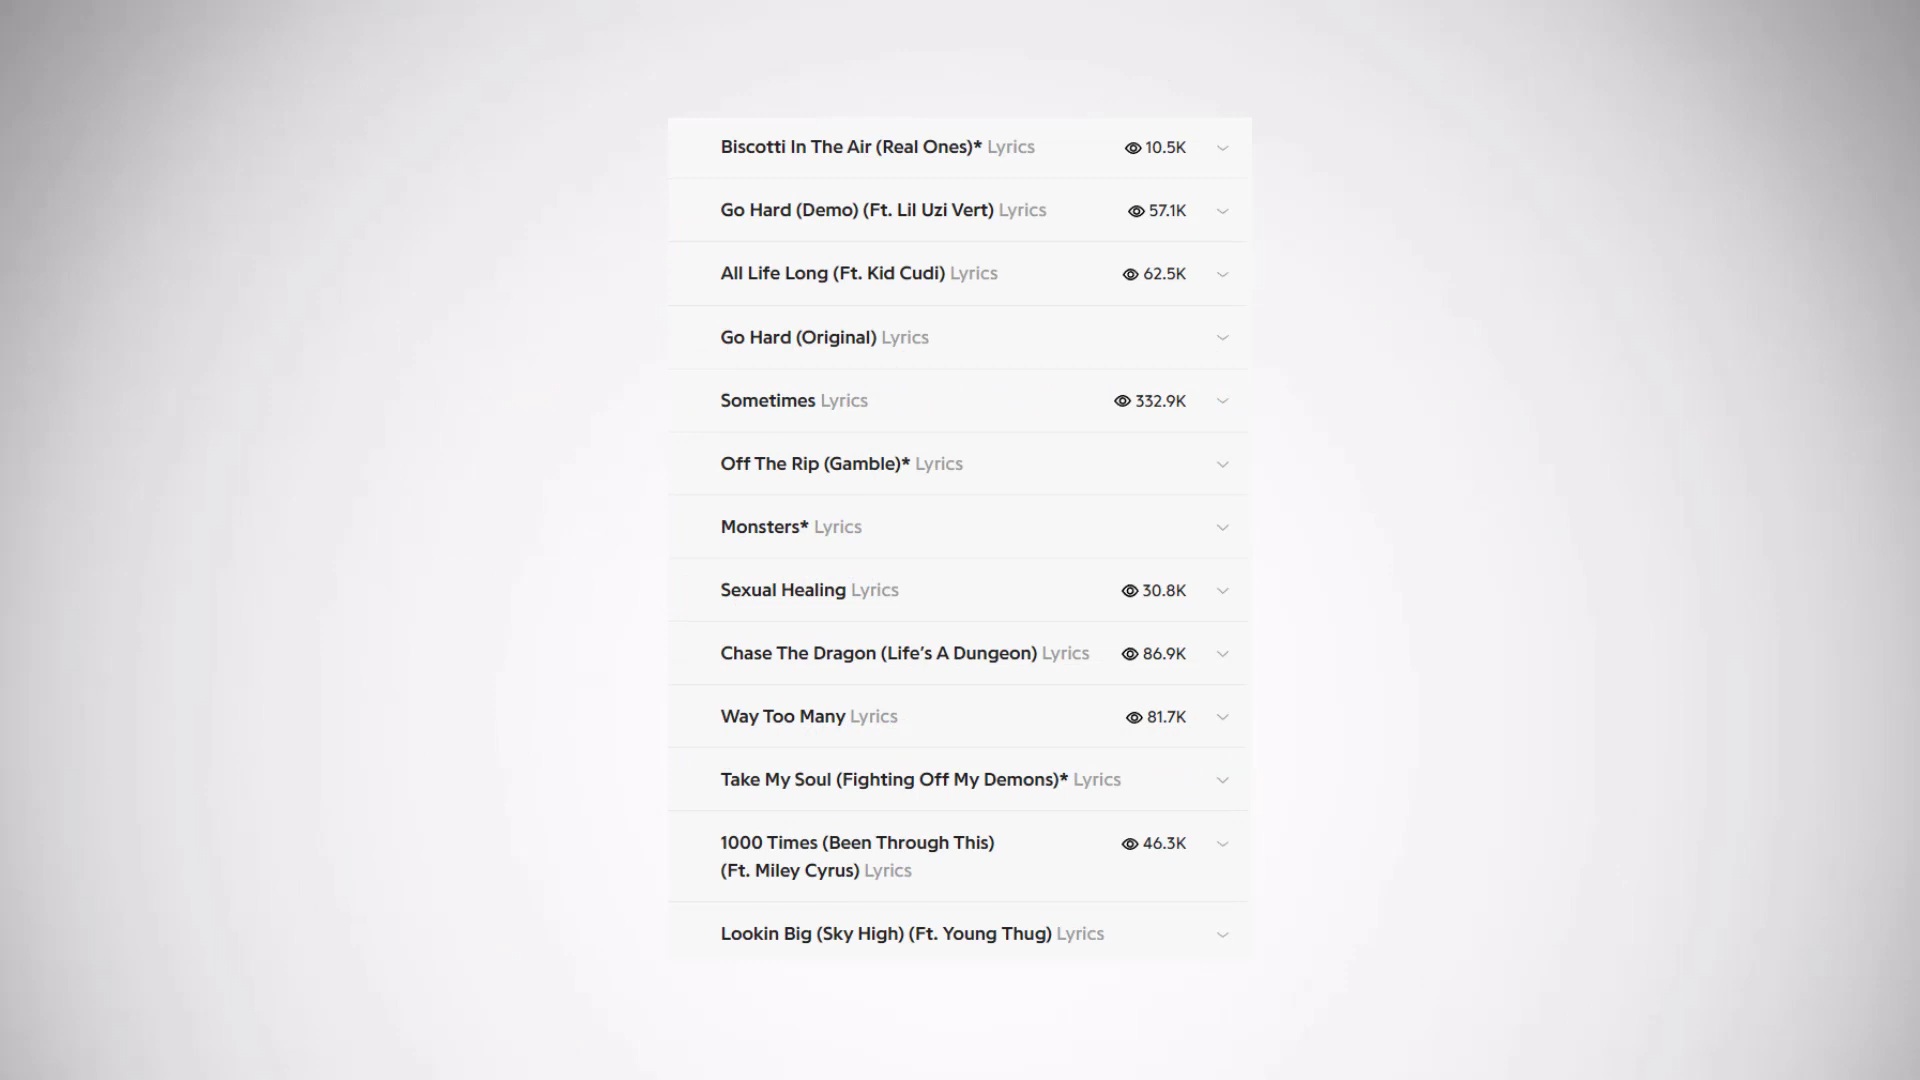 Biscotti In The Air (Real Ones)* Lyrics 10.5K
Go Hard (Demo) (Ft. Lil Uzi Vert) Lyrics 57.1K
All Life Long (Ft. Kid Cudi) Lyrics 62.5K
Go Hard (Original) Lyrics
Sometimes Lyrics 332.9K
Off The Rip (Gamble)* Lyrics
Monsters* Lyrics
Sexual Healing Lyrics 30.8K
Chase The Dragon (Life's A Dungeon) Lyrics 86.9K
Way Too Many Lyrics 81.7K
Take My Soul (Fighting Off My Demons)* Lyrics
1000 Times (Been Through This) 46.3K
(Ft. Miley Cyrus) Lyrics
Lookin Big (Sky High) (Ft. Young Thug) Lyrics